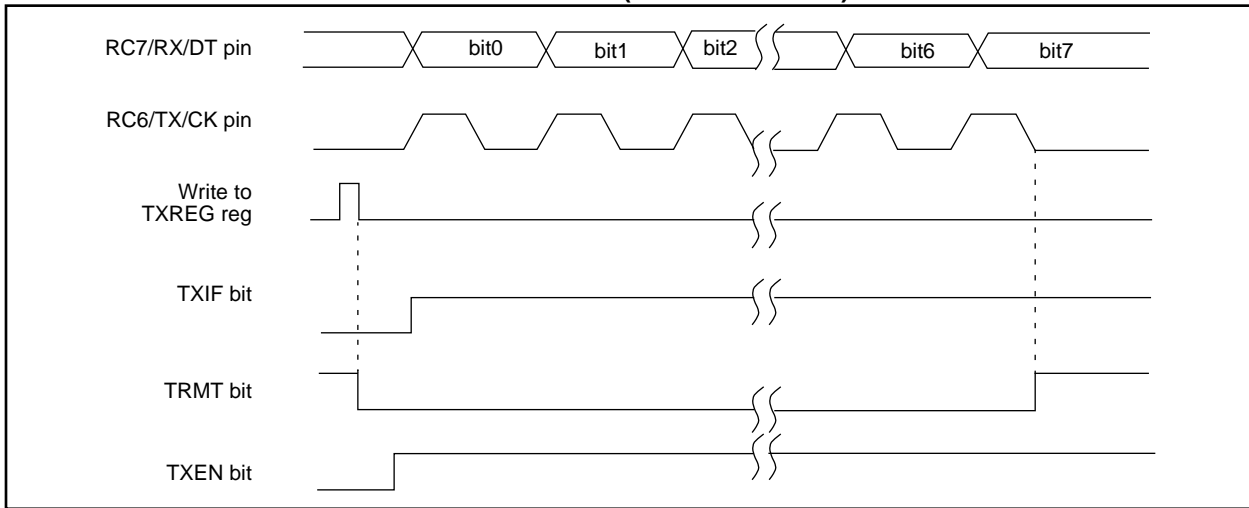 RC7/RX/DT pin
bit0
bit1
bit2
bit6
bit7
RC6/TX/CK pin
Write to
TXREG reg
TXIF bit
TRMT bit
TXEN bit